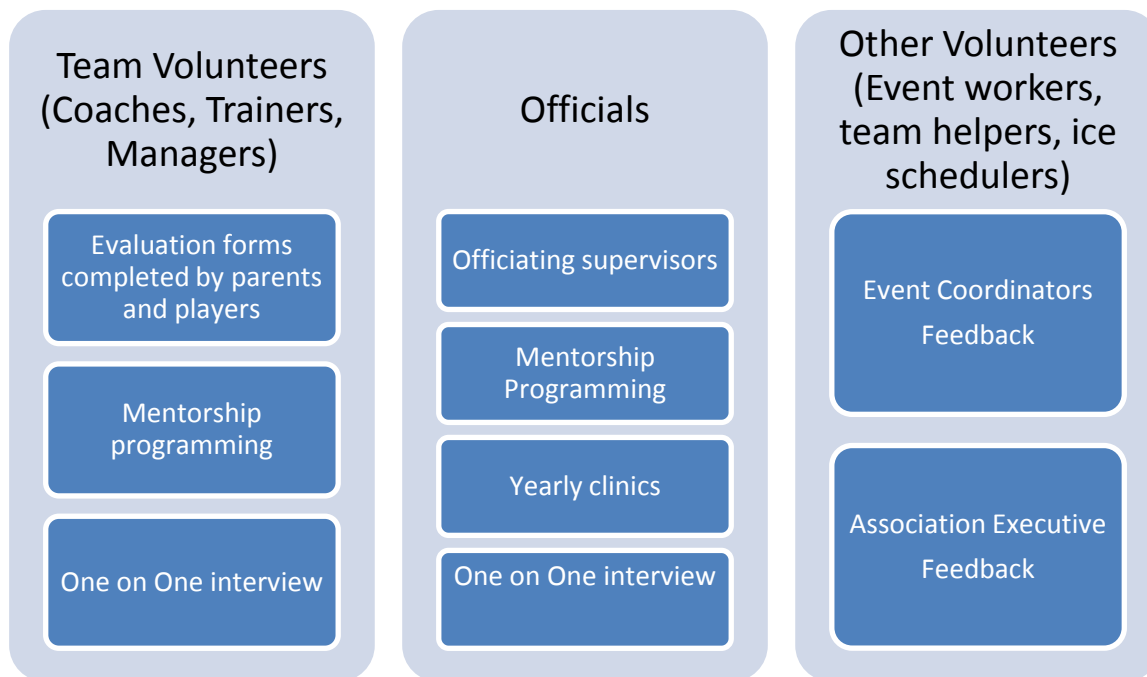 Team Volunteers
(Coaches, Trainers,
Managers)
Evaluation forms
completed by parents
and players
Mentorship
programming
One on One interview
Officials
Officiating supervisors
Mentorship
Programming
Yearly clinics
One on One interview
Other Volunteers
(Event workers,
team helpers, ice
schedulers)
Event Coordinators
Feedback
Association Executive
Feedback